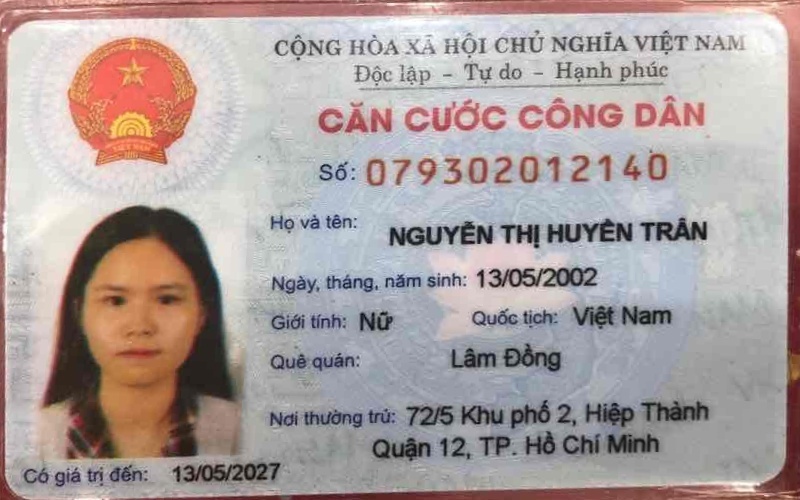 CỘNG HÒA XÃ HỘI CHỦ NGHĨA VIỆT NAM
Độc lập - Tự do - Hạnh phúc
CĂN CƯỚC CÔNG DÂN
Số: 079302012140
Họ và tên: NGUYỄN THỊ HUYỀN TRÂN
Ngày, tháng, năm sinh: 13/05/2002
Giới tính: Nữ Quốc tịch: Việt Nam
Quê quán: Lâm Đồng
Nơi thường trú: 72/5 Khu phố 2, Hiệp Thành
Quận 12, TP. Hồ Chí Minh
Có giá trị đến: 13/05/2027